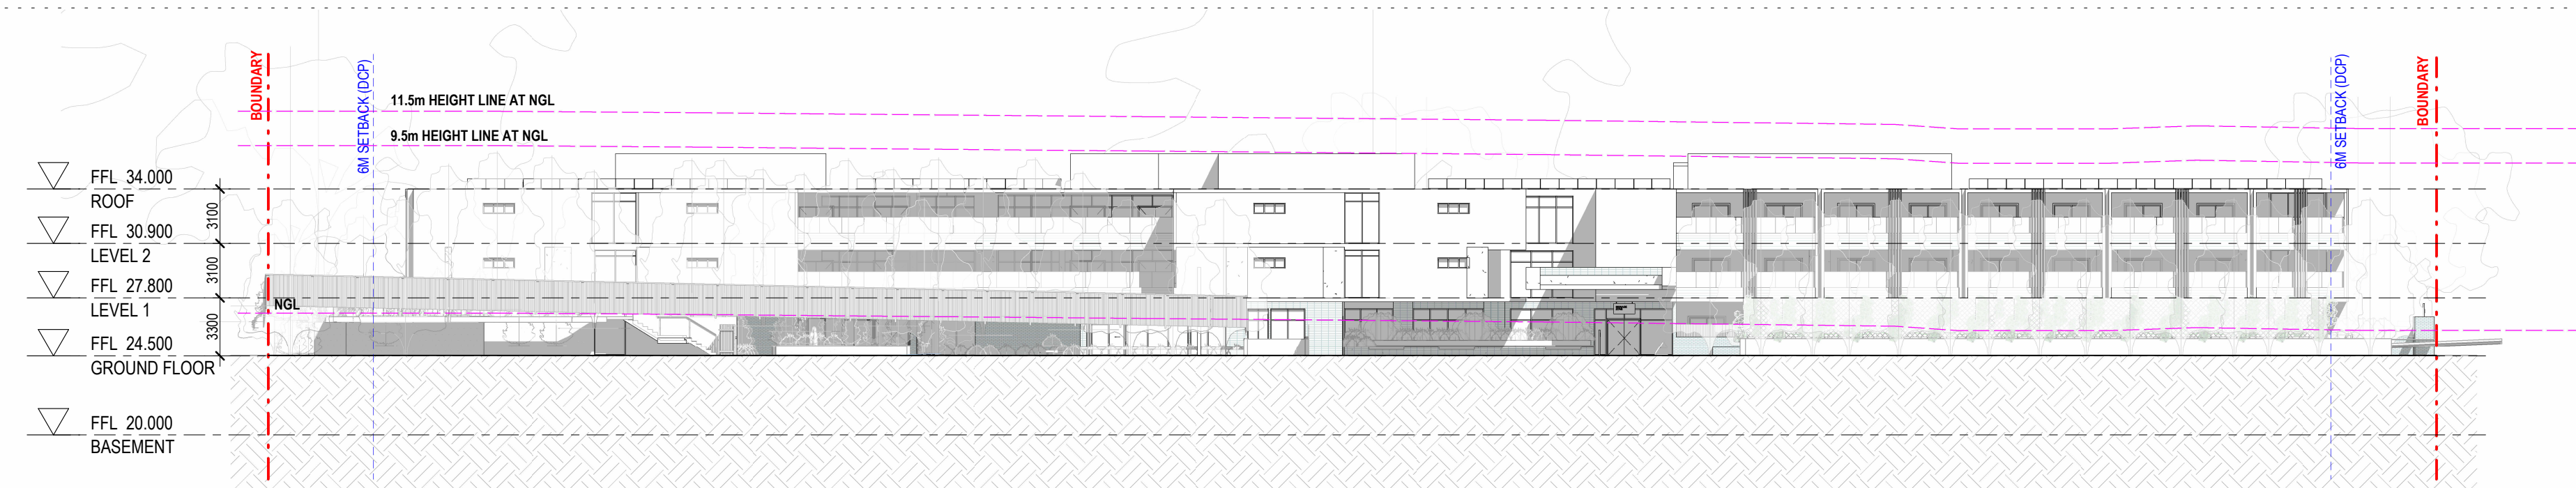 BOUNDARY
6M SETBACK (DCP)
11.5m HEIGHT LINE AT NGL
9.5m HEIGHT LINE AT NGL
6M SETBACK (DCP)
BOUNDARY
FFL 34.000
ROOF
3100
FFL 30.900
LEVEL 2
3100
FFL 27.800
LEVEL 1
NGL
3300
FFL 24.500
GROUND FLOOR
FFL 20.000
BASEMENT